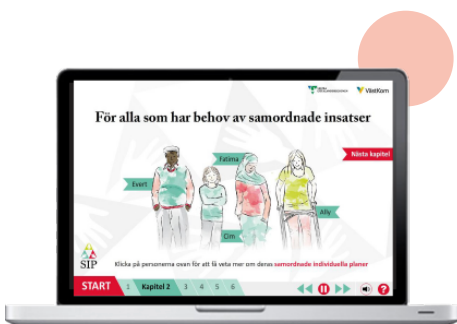 VästKom
För alla som har behov av samordnade insatser
Nästa kapitel
Fatima
Evert
Ally
Cim
SIP
Klicka på personerna ovan för att få veta mer om deras samordnade individuella planer
START 1 Kapitel 2 3 4 5 6
?